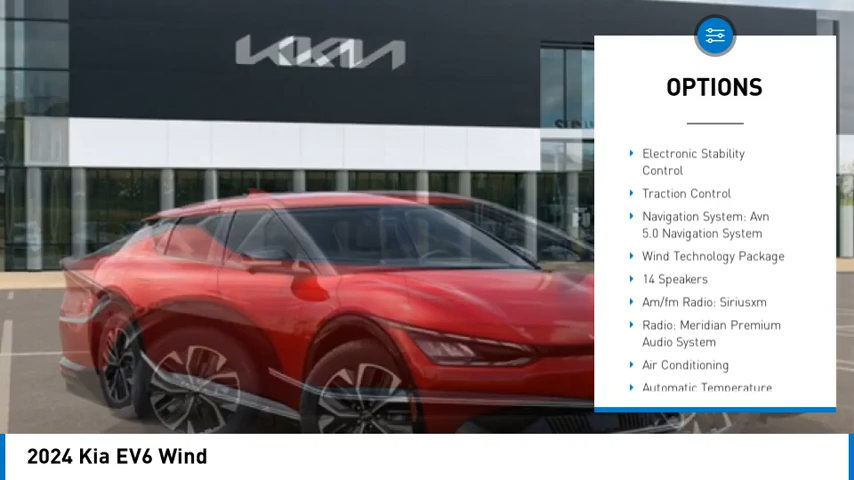 KIA
OPTIONS
Electronic Stability
Control
Traction Control
Navigation System: Avn
5.0 Navigation System
Wind Technology Package
14 Speakers
Am/fm Radio: Siriusxm
Radio: Meridian Premium
Audio System
Air Conditioning
Automatic Temperature
2024 Kia EV6 Wind